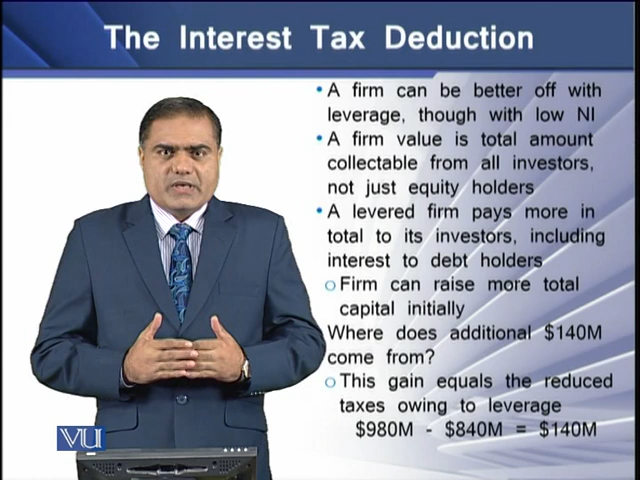 The Interest Tax Deduction
• A firm can be better off with
leverage, though with low NI
• A firm value is total amount
collectable from all investors,
not just equity holders
• A levered firm pays more in
total to its investors, including
interest to debt holders
o Firm can raise more total
capital initially
Where does additional $140M
come from?
o This gain equals the reduced
taxes owing to leverage
$980M - $840M = $140M
VU